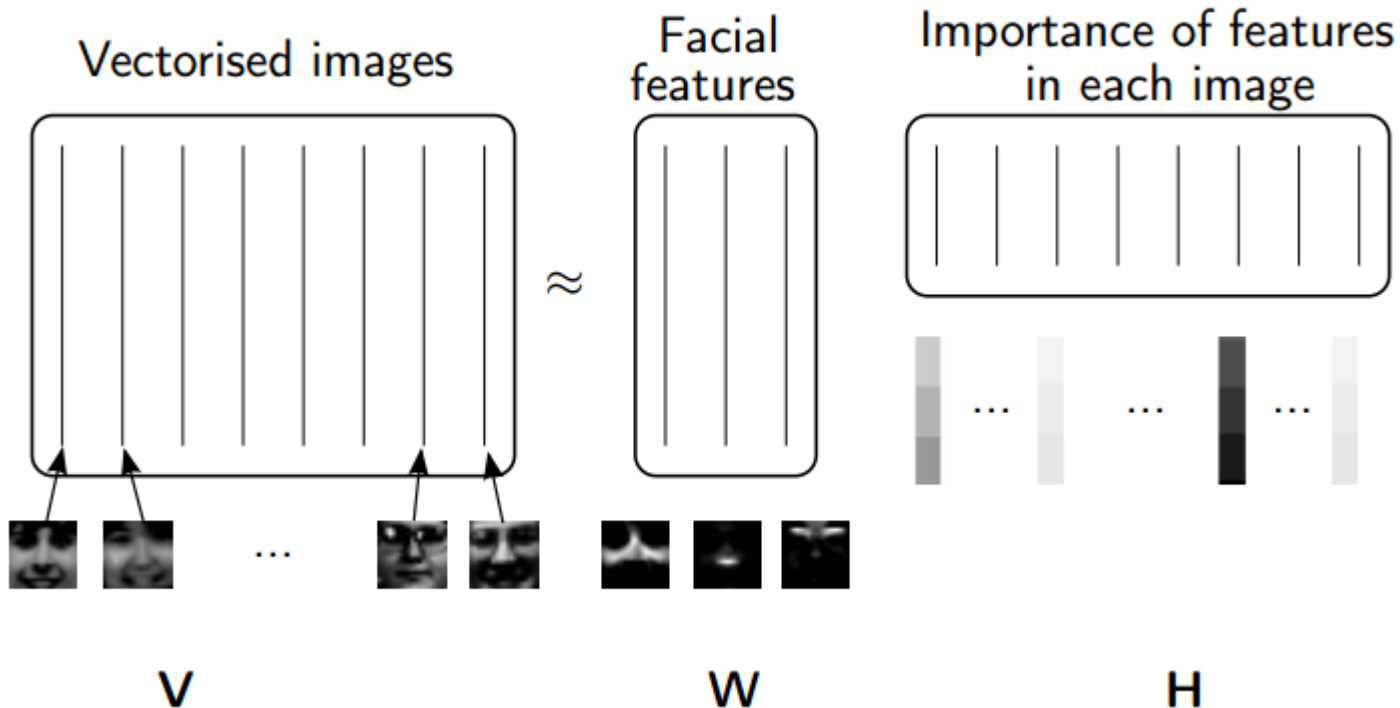 Vectorised images
Facial
features
Importance of features
in each image
≈
...
...
...
...
V
W
H